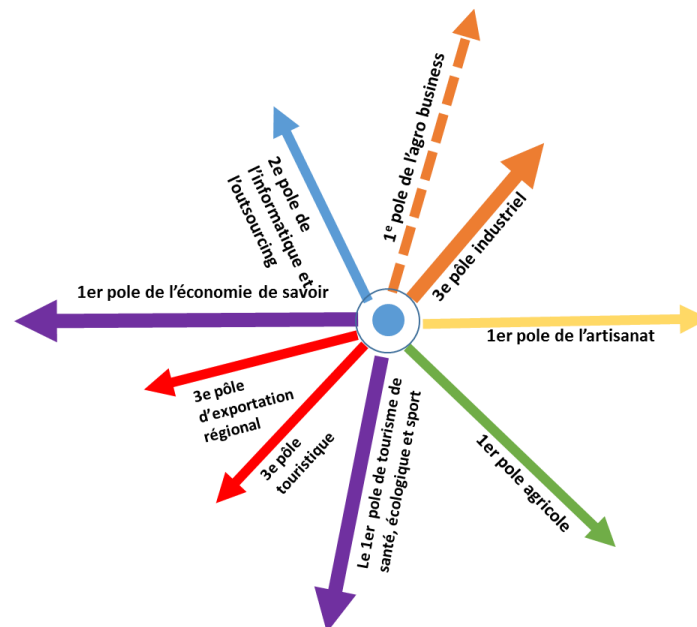 1e pole de l'agro business
2e pole de
l'informatique et
l'outsourcing
3e pôle industriel
1er pole de l'économie de savoir
1er pole de l'artisanat
3e pôle
d'exportation
régional
3e pôle
touristique
Le 1er pole de tourisme de
santé, écologique et sport
1er pole agricole